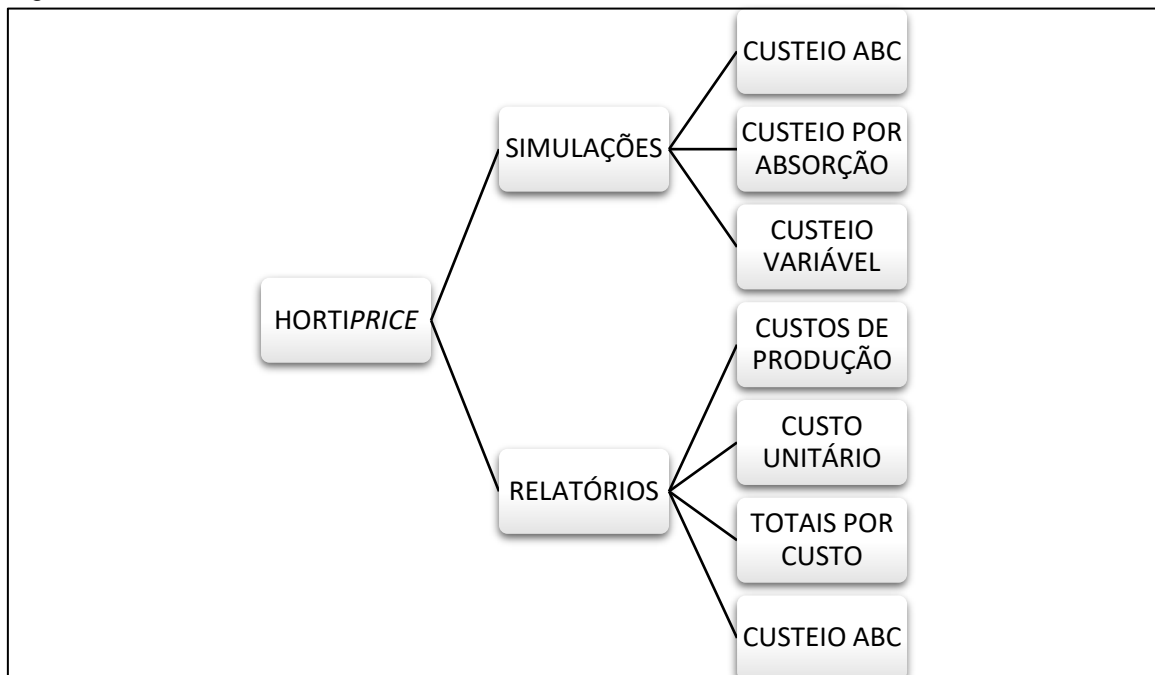 HORTIPRICE
SIMULAÇÕES
CUSTEIO ABC
CUSTEIO POR
ABSORÇÃO
CUSTEIO
VARIÁVEL
RELATÓRIOS
CUSTOS DE
PRODUÇÃO
CUSTO
UNITÁRIO
TOTAIS POR
CUSTO
CUSTEIO ABC